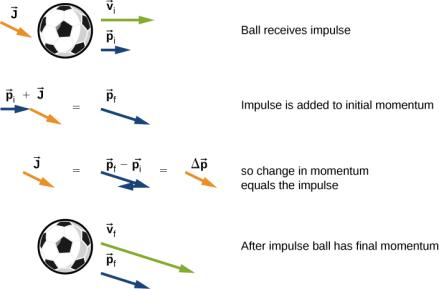 J⃗
v⃗i
p⃗i
Ball receives impulse
p⃗i + J⃗ = p⃗f
Impulse is added to initial momentum
J⃗ = p⃗f − p⃗i = Δp⃗
so change in momentum
equals the impulse
v⃗f
p⃗f
After impulse ball has final momentum